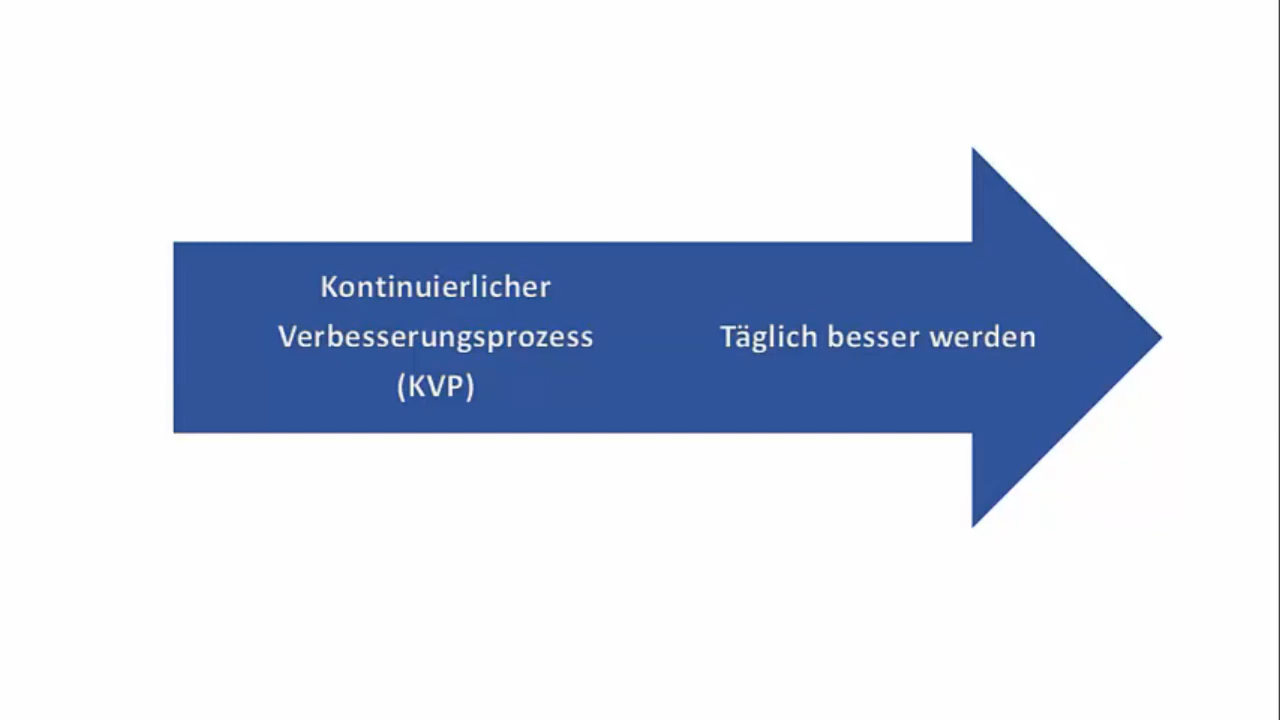 Kontinuierlicher
Verbesserungsprozess
(KVP)
Täglich besser werden